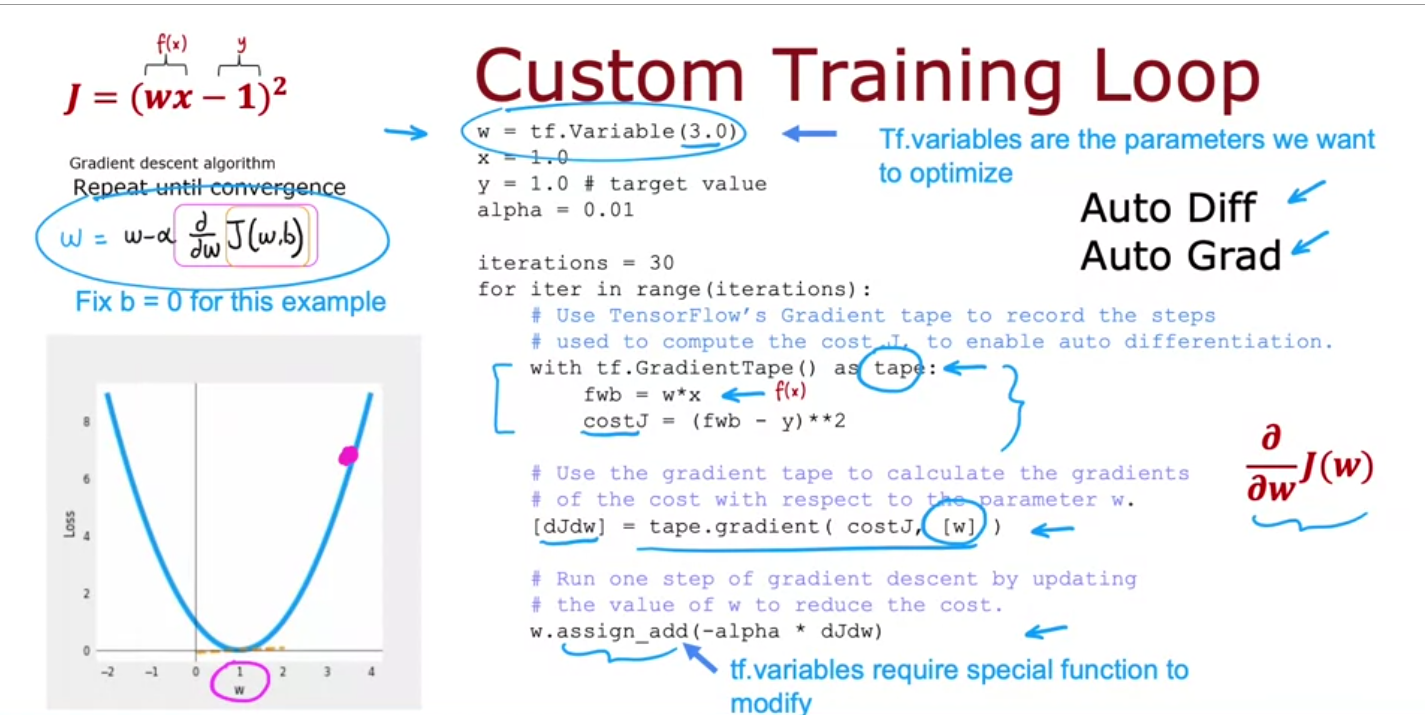 Custom Training Loop
f(x) y
J = (wx − 1)²
Gradient descent algorithm
Repeat until convergence
w = w-α ∂/∂w J(w,b)
Fix b = 0 for this example
Loss
8
6
4
2
0
−2 −1 0 1 2 3 4
w
w = tf.Variable(3.0)
x = 1.0
y = 1.0 # target value
alpha = 0.01
Tf.variables are the parameters we want
to optimize
Auto Diff
Auto Grad
iterations = 30
for iter in range(iterations):
# Use TensorFlow's Gradient tape to record the steps
# used to compute the cost J, to enable auto differentiation.
with tf.GradientTape() as tape:
fwb = w*x f(x)
costJ = (fwb - y)**2
# Use the gradient tape to calculate the gradients
# of the cost with respect to the parameter w.
[dJdw] = tape.gradient( costJ, [w] )
∂/∂w J(w)
# Run one step of gradient descent by updating
# the value of w to reduce the cost.
w.assign_add(-alpha * dJdw)
tf.variables require special function to
modify